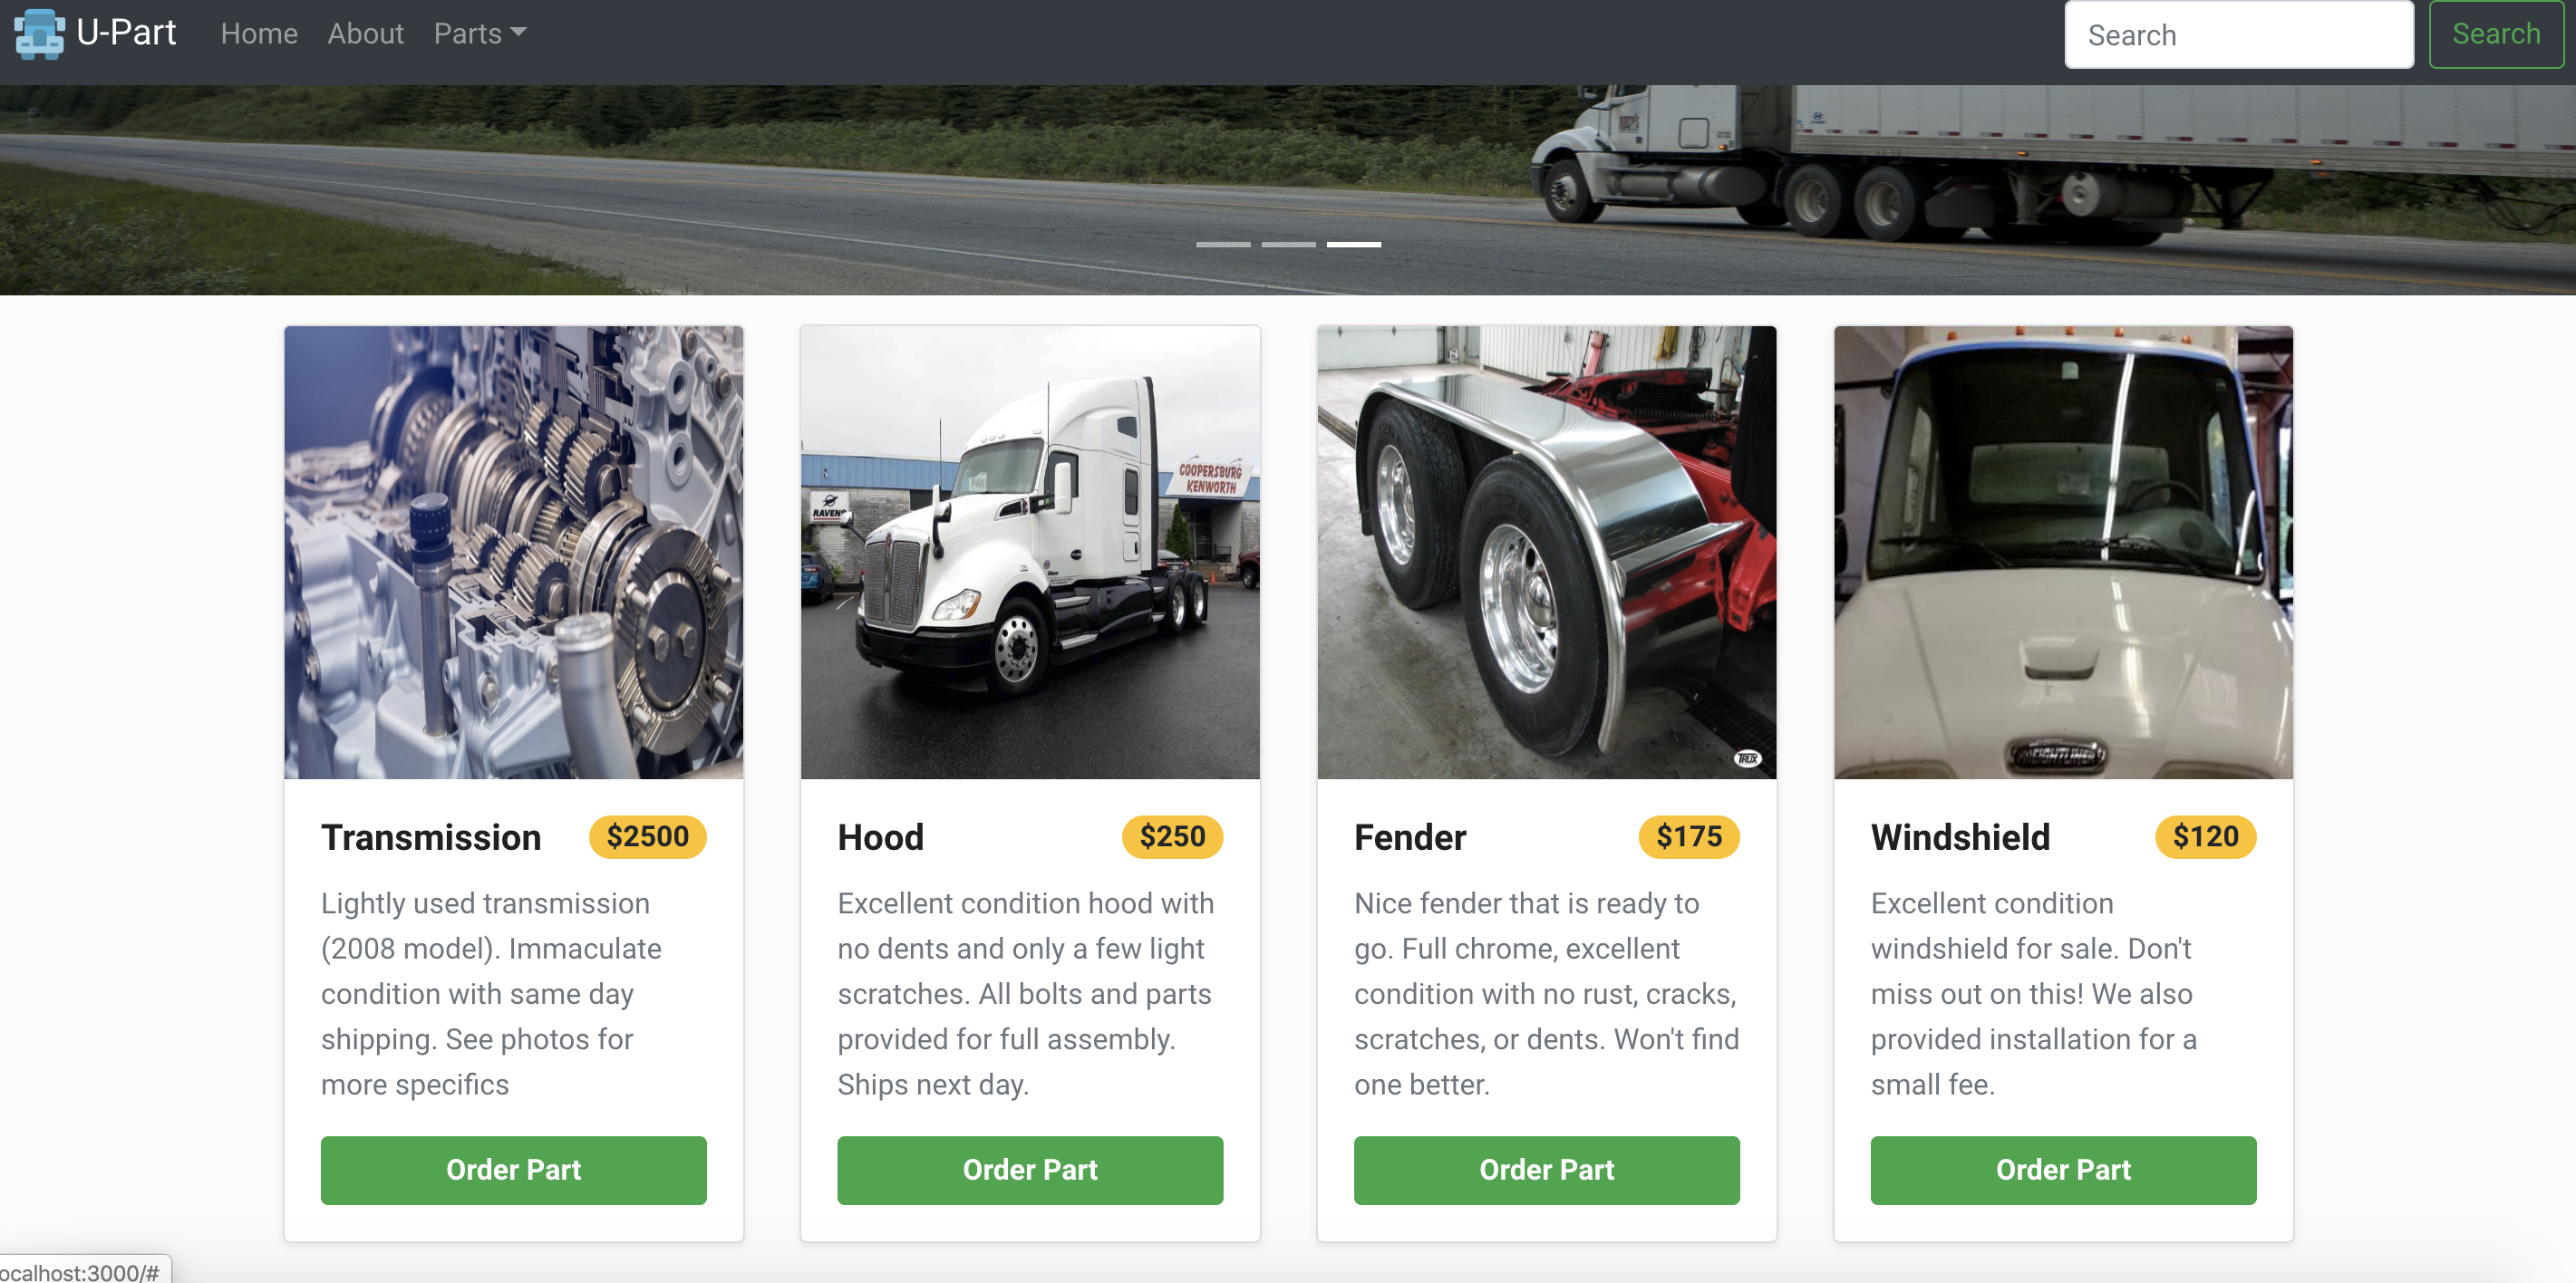 U-Part Home About Parts Search Search
PAR
COOPERSBURG
KENWORTH
RAVEN
TRUX
FREIGHTLINER
Transmission $2500
Lightly used transmission
(2008 model). Immaculate
condition with same day
shipping. See photos for
more specifics
Order Part
Hood $250
Excellent condition hood with
no dents and only a few light
scratches. All bolts and parts
provided for full assembly.
Ships next day.
Order Part
Fender $175
Nice fender that is ready to
go. Full chrome, excellent
condition with no rust, cracks,
scratches, or dents. Won't find
one better.
Order Part
Windshield $120
Excellent condition
windshield for sale. Don't
miss out on this! We also
provided installation for a
small fee.
Order Part
ocalhost:3000/#